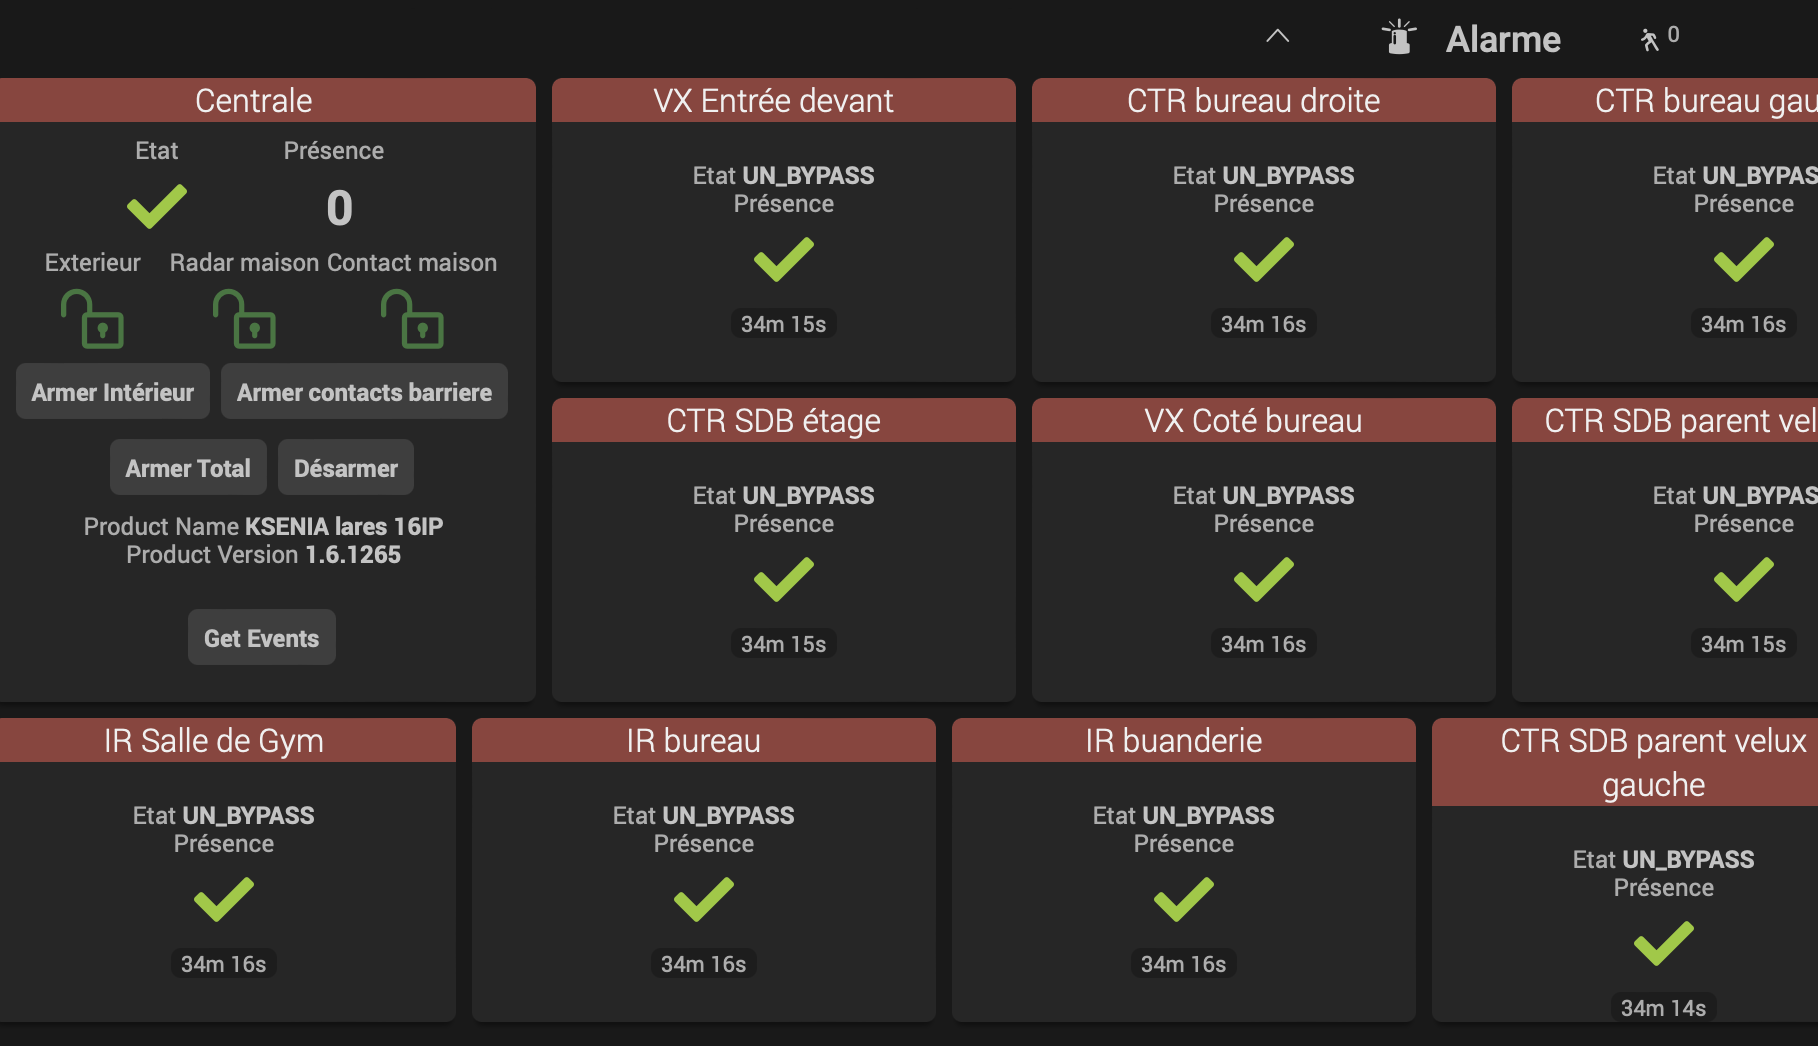 Alarme
0
Centrale
Etat
Présence
0
Exterieur
Radar maison
Contact maison
Armer Intérieur
Armer contacts barriere
Armer Total
Désarmer
Product Name KSENIA lares 16IP
Product Version 1.6.1265
Get Events
VX Entrée devant
Etat UN_BYPASS
Présence
34m 15s
CTR bureau droite
Etat UN_BYPASS
Présence
34m 16s
CTR bureau gau
Etat UN_BYPAS
Présence
34m 16s
CTR SDB étage
Etat UN_BYPASS
Présence
34m 15s
VX Coté bureau
Etat UN_BYPASS
Présence
34m 16s
CTR SDB parent vel
Etat UN_BYPAS
Présence
34m 15s
IR Salle de Gym
Etat UN_BYPASS
Présence
34m 16s
IR bureau
Etat UN_BYPASS
Présence
34m 16s
IR buanderie
Etat UN_BYPASS
Présence
34m 16s
CTR SDB parent velux
gauche
Etat UN_BYPASS
Présence
34m 14s